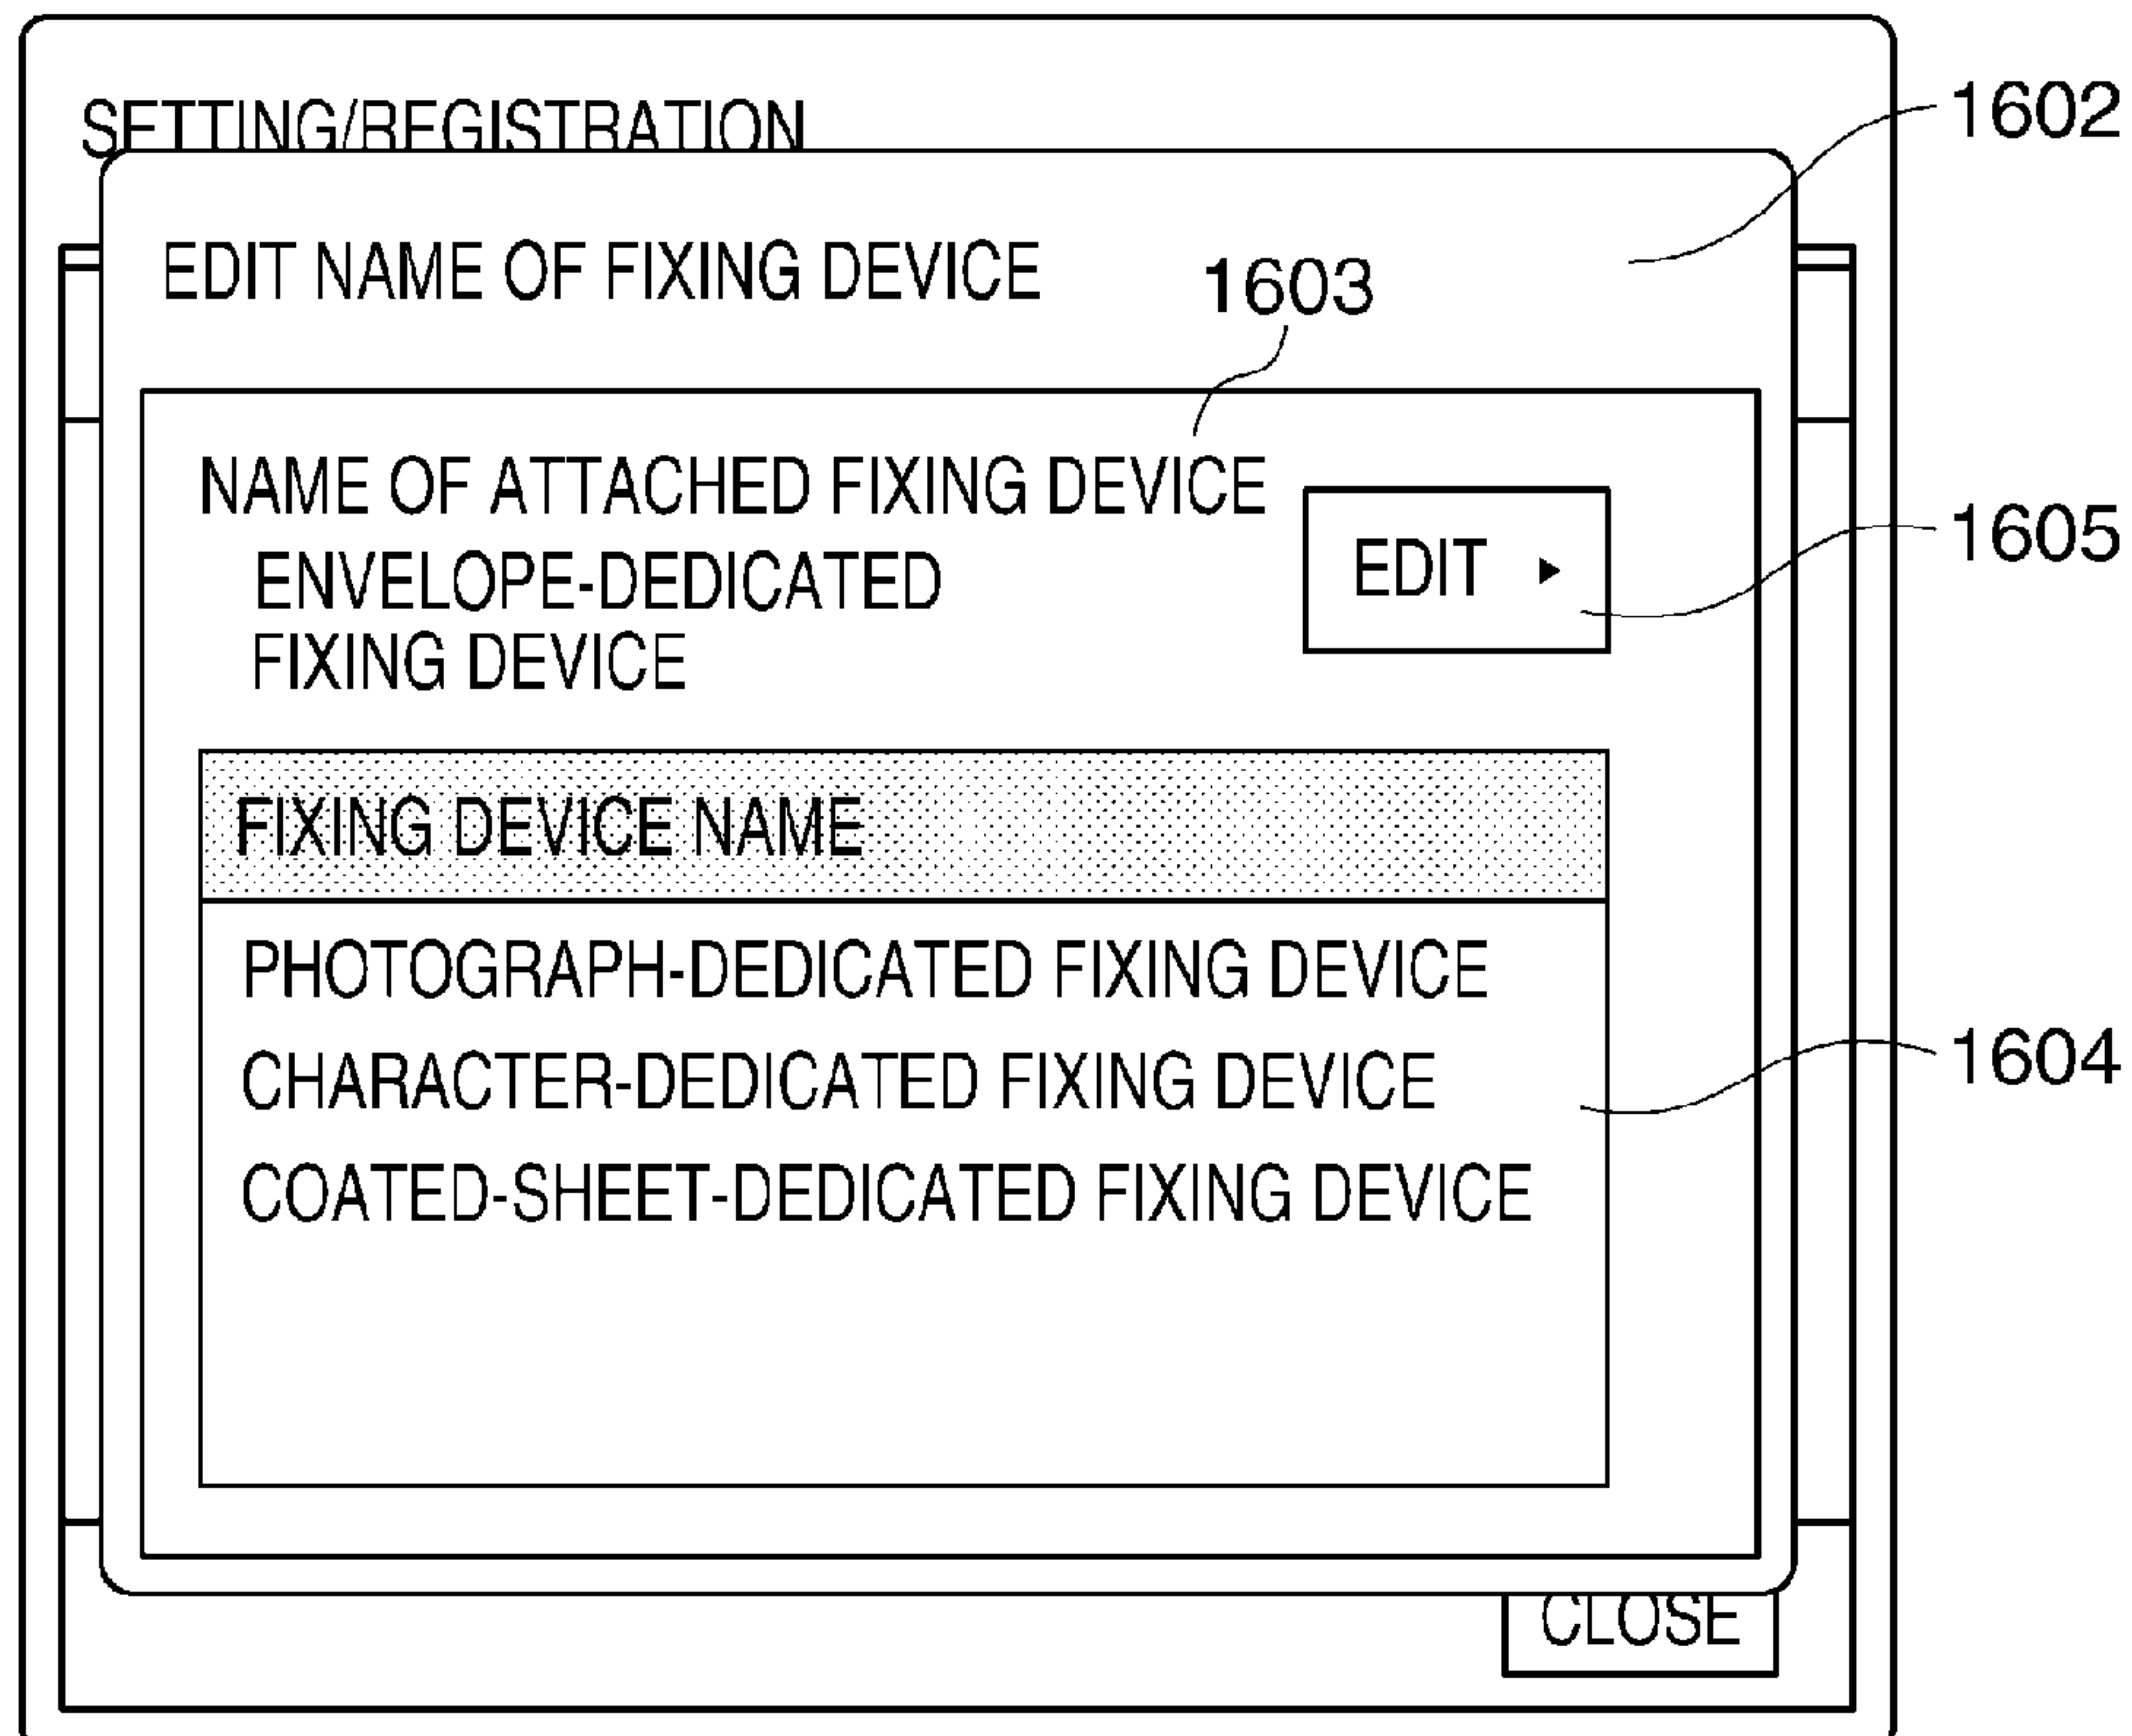 SETTING/REGISTRATION
1602
EDIT NAME OF FIXING DEVICE
1603
NAME OF ATTACHED FIXING DEVICE
ENVELOPE-DEDICATED
FIXING DEVICE
EDIT ▸
1605
FIXING DEVICE NAME
PHOTOGRAPH-DEDICATED FIXING DEVICE
CHARACTER-DEDICATED FIXING DEVICE
1604
COATED-SHEET-DEDICATED FIXING DEVICE
CLOSE